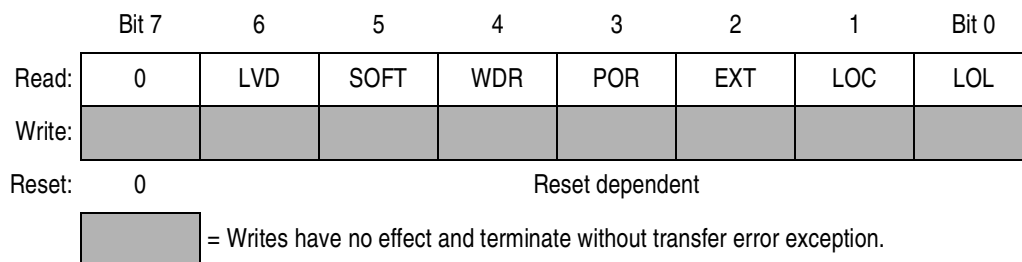 Bit 7 6 5 4 3 2 1 Bit 0
Read: 0 LVD SOFT WDR POR EXT LOC LOL
Write:
Reset: 0 Reset dependent
= Writes have no effect and terminate without transfer error exception.